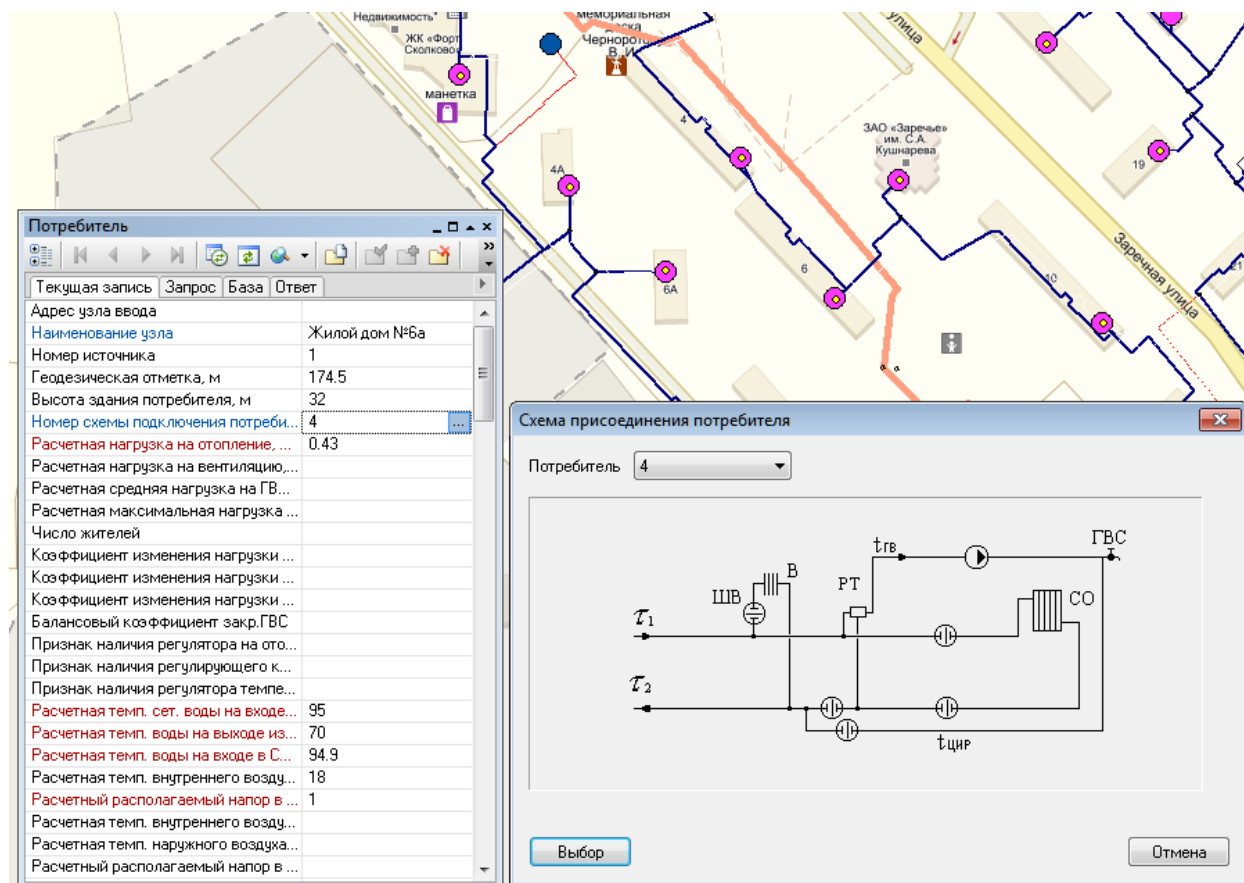 Недвижимость"
ЖК «Форт
Сколково»
манетка
мемориальная
доска
Чернорото
В. И.
улица
ЗАО «Заречье»
им. С.А.
Кушнарева
4
4А
6
6А
10
19
21
Заречная улица
Потребитель
Текущая запись Запрос База Ответ
Адрес узла ввода
Наименование узла Жилой дом №6а
Номер источника 1
Геодезическая отметка, м 174.5
Высота здания потребителя, м 32
Номер схемы подключения потреби... 4 ...
Расчетная нагрузка на отопление, ... 0.43
Расчетная нагрузка на вентиляцию,...
Расчетная средняя нагрузка на ГВ...
Расчетная максимальная нагрузка ...
Число жителей
Коэффициент изменения нагрузки ...
Коэффициент изменения нагрузки ...
Коэффициент изменения нагрузки ...
Балансовый коэффициент закр.ГВС
Признак наличия регулятора на ото...
Признак наличия регулирующего к...
Признак наличия регулятора темпе...
Расчетная темп. сет. воды на входе... 95
Расчетная темп. воды на выходе из... 70
Расчетная темп. воды на входе в С... 94.9
Расчетная темп. внутреннего возду... 18
Расчетный располагаемый напор в ... 1
Расчетная темп. внутреннего возду...
Расчетная темп. наружного воздуха...
Расчетный располагаемый напор в ...
Схема присоединения потребителя
Потребитель 4
tгв
ГВС
В
ШВ
РТ
СО
τ1
τ2
tцир
Выбор Отмена